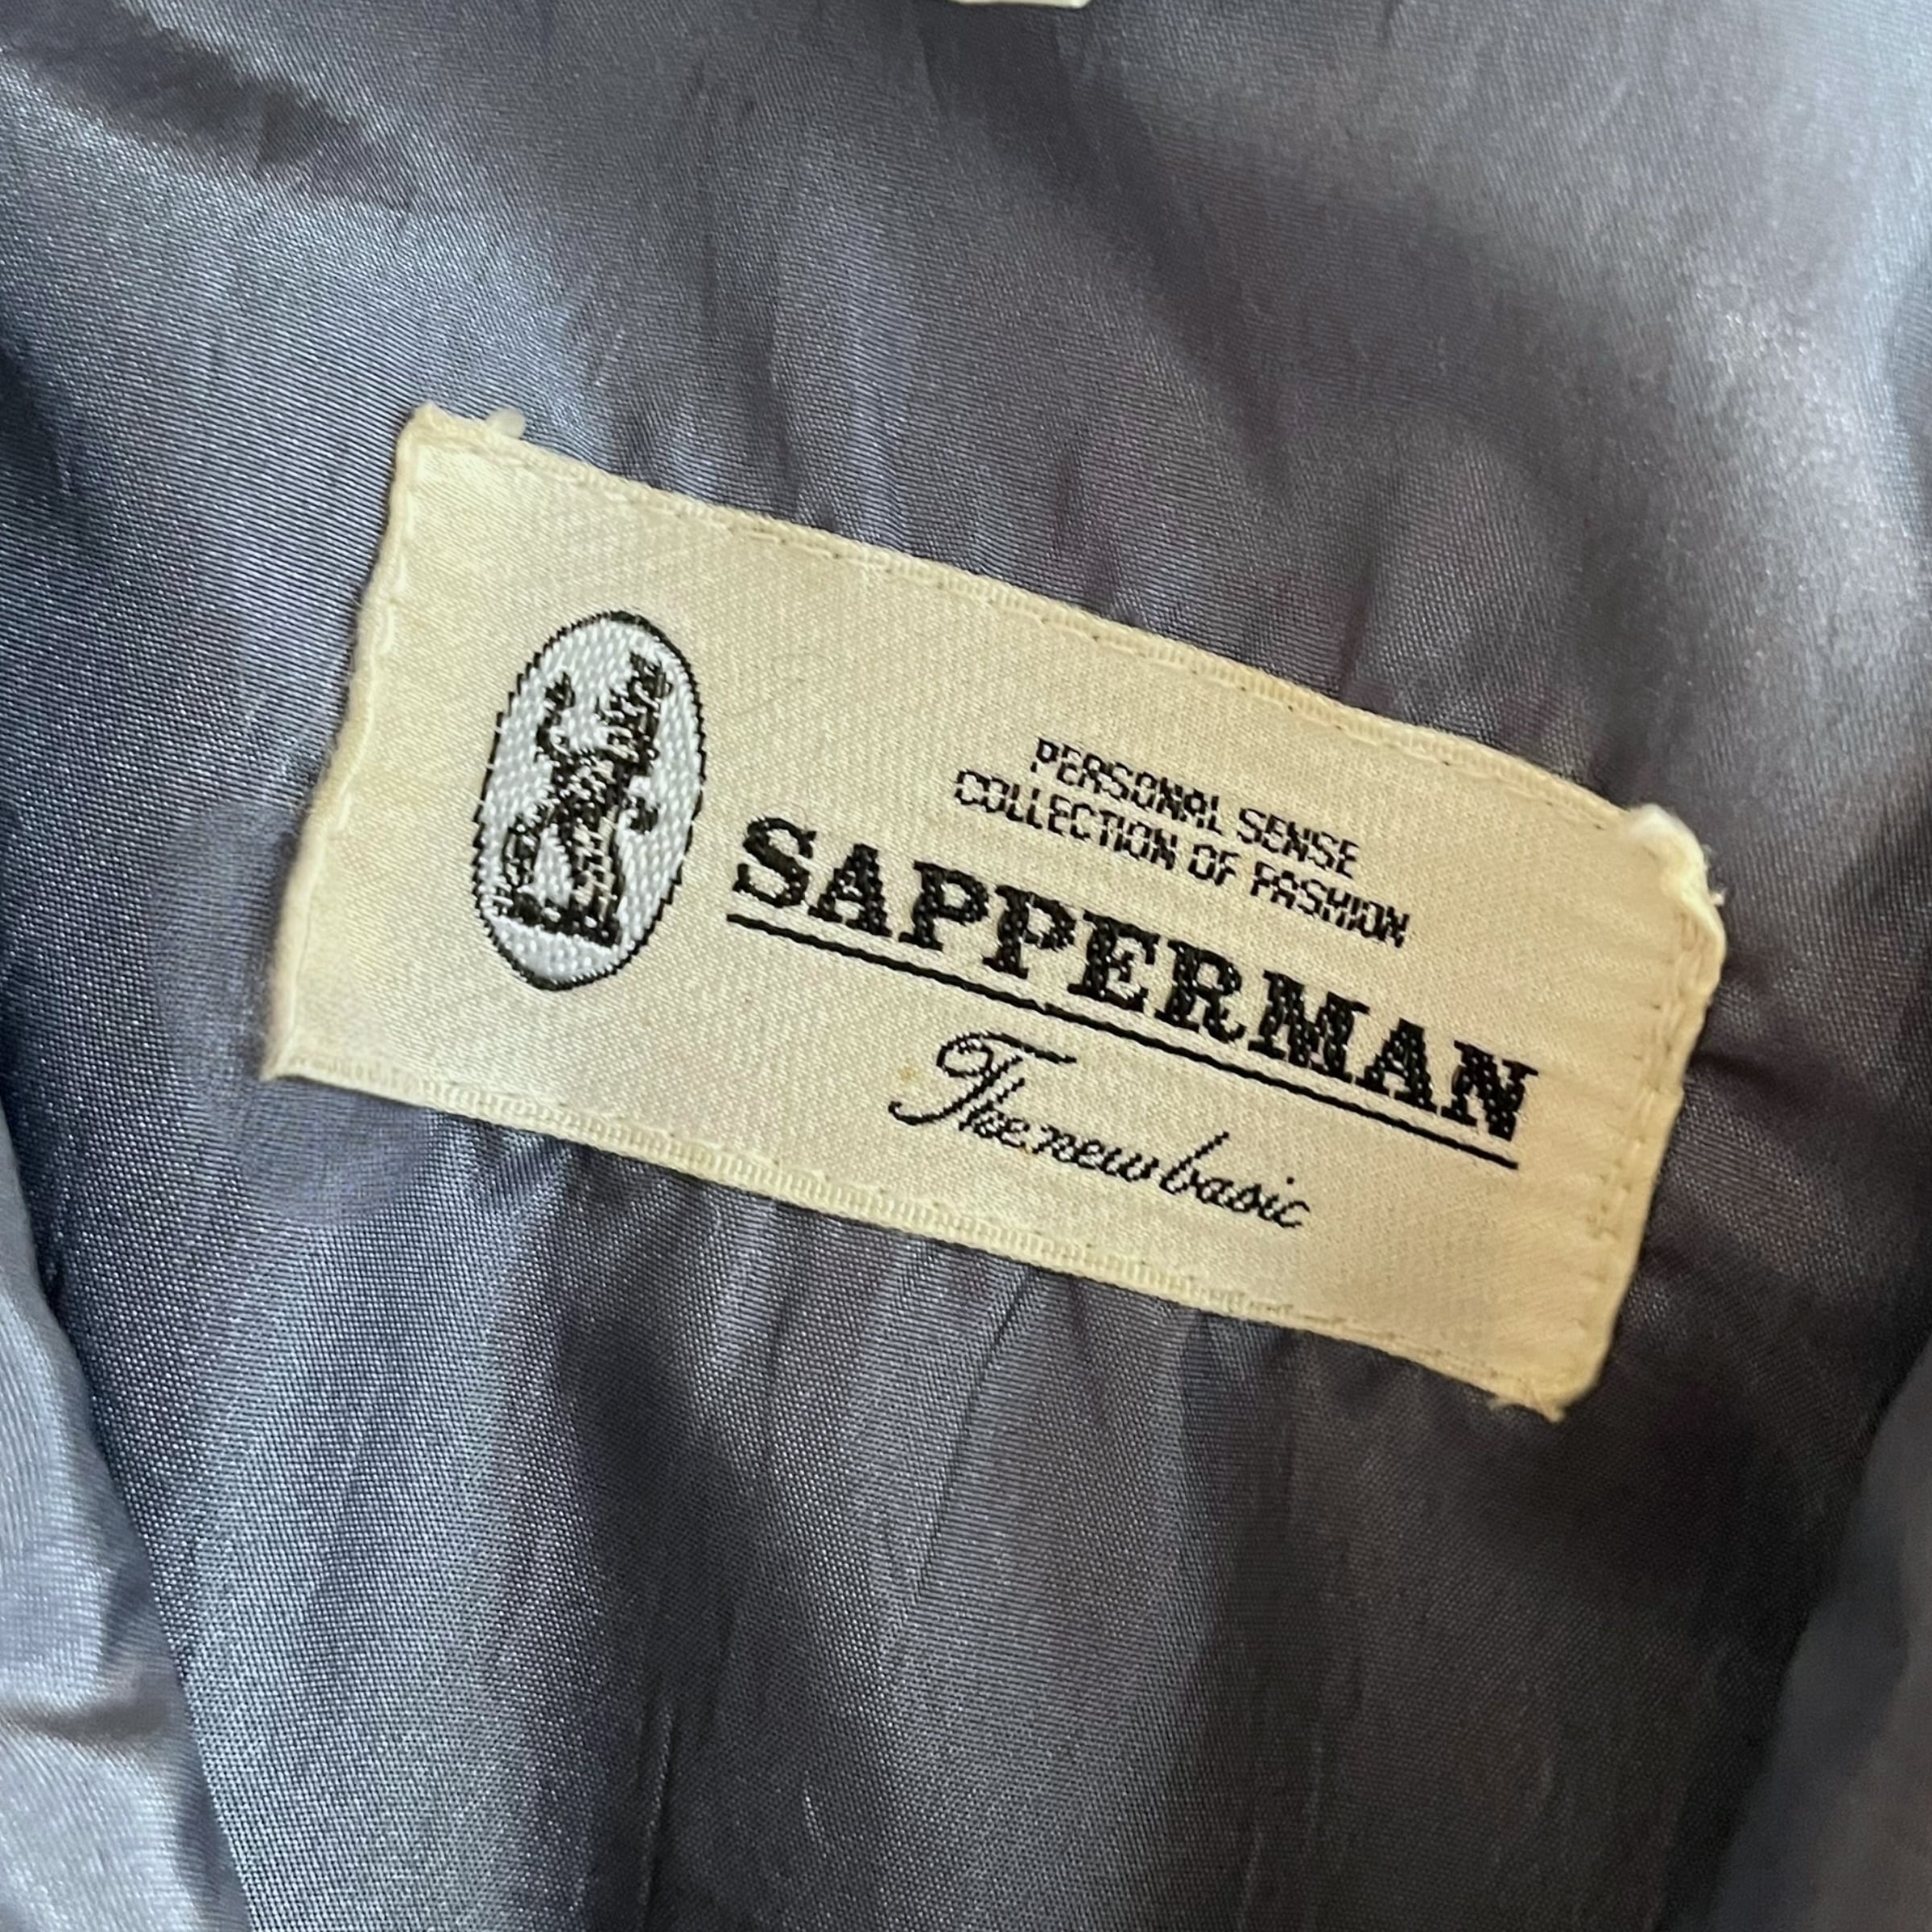 PERSONAL SENSE
COLLECTION OF FASHION
SAPPERMAN
The new basic